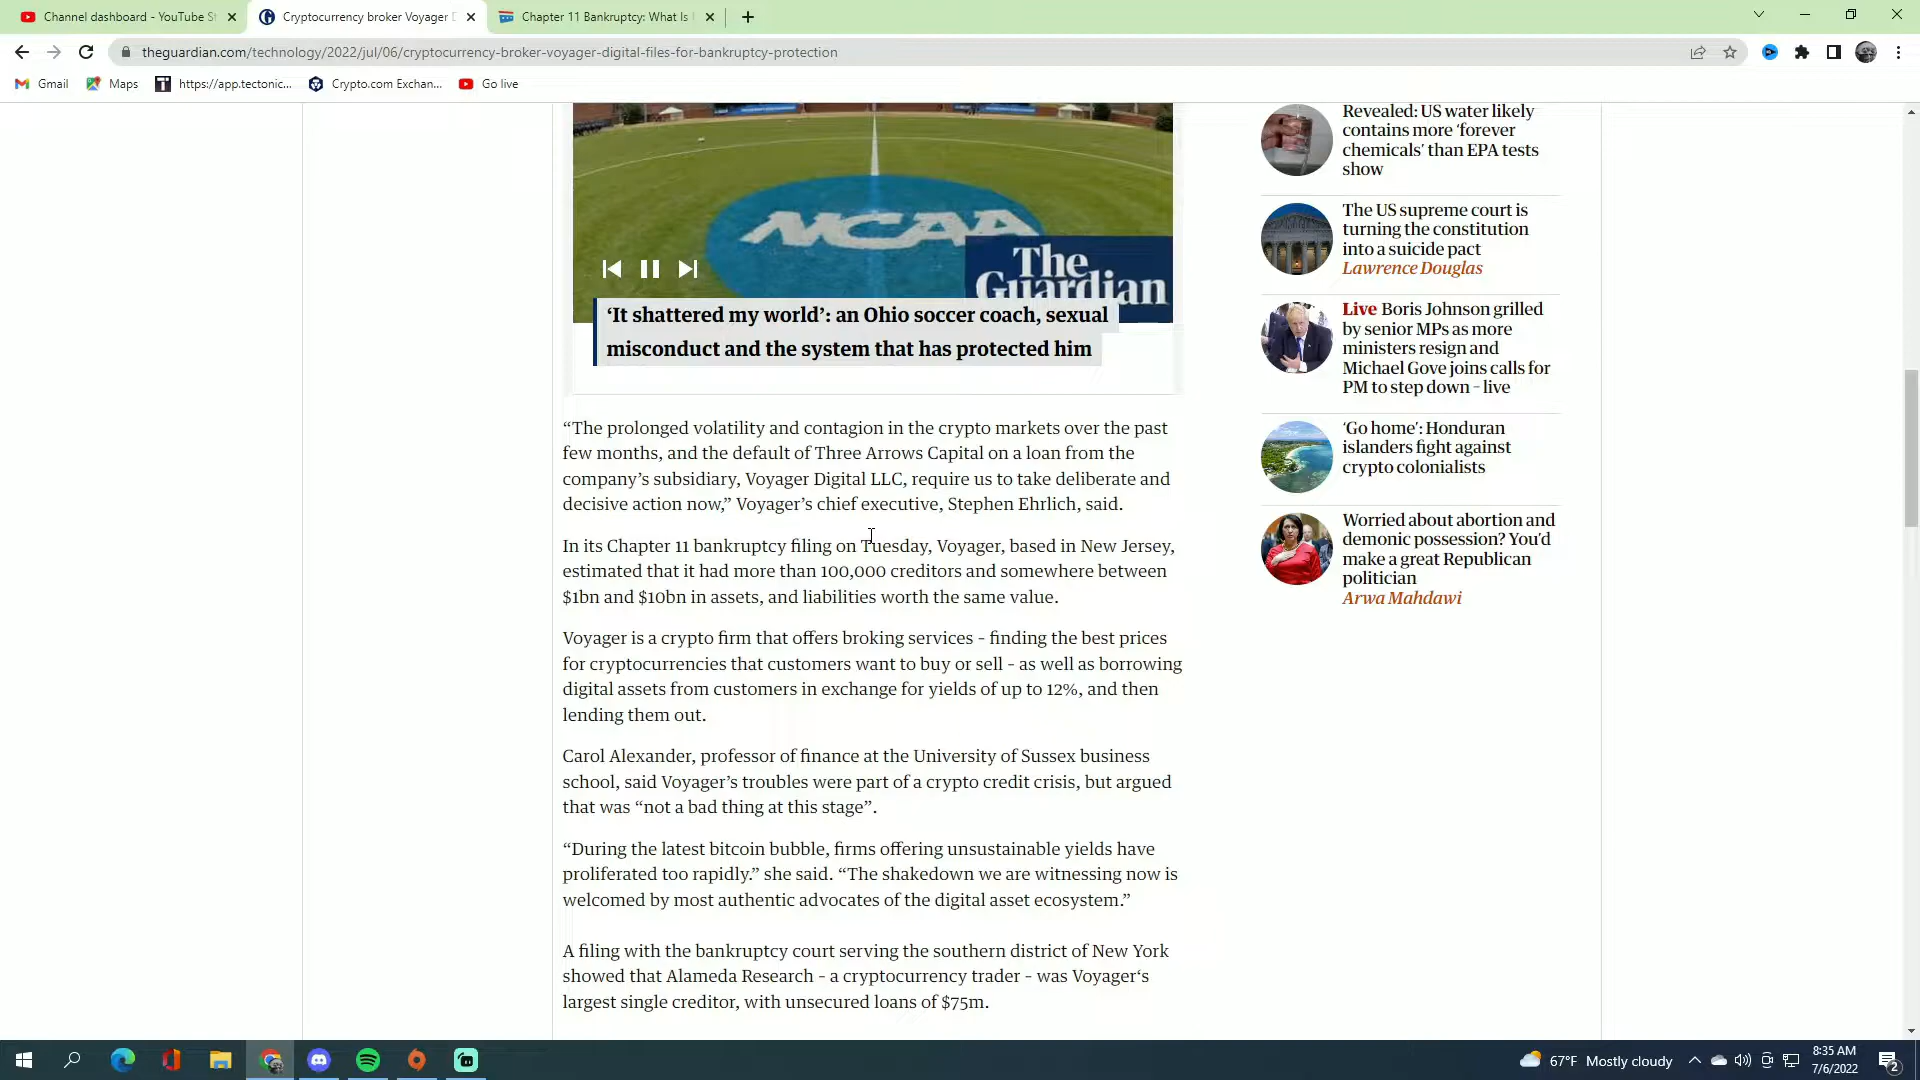 Channel dashboard - YouTube St
Cryptocurrency broker Voyager D
Chapter 11 Bankruptcy: What Is
theguardian.com/technology/2022/jul/06/cryptocurrency-broker-voyager-digital-files-for-bankruptcy-protection
Gmail
Maps
https://app.tectonic...
Crypto.com Exchan...
Go live
NCAA
The
Guardian
‘It shattered my world’: an Ohio soccer coach, sexual
misconduct and the system that has protected him
“The prolonged volatility and contagion in the crypto markets over the past
few months, and the default of Three Arrows Capital on a loan from the
company’s subsidiary, Voyager Digital LLC, require us to take deliberate and
decisive action now,” Voyager’s chief executive, Stephen Ehrlich, said.
In its Chapter 11 bankruptcy filing on Tuesday, Voyager, based in New Jersey,
estimated that it had more than 100,000 creditors and somewhere between
$1bn and $10bn in assets, and liabilities worth the same value.
Voyager is a crypto firm that offers broking services – finding the best prices
for cryptocurrencies that customers want to buy or sell – as well as borrowing
digital assets from customers in exchange for yields of up to 12%, and then
lending them out.
Carol Alexander, professor of finance at the University of Sussex business
school, said Voyager’s troubles were part of a crypto credit crisis, but argued
that was “not a bad thing at this stage”.
“During the latest bitcoin bubble, firms offering unsustainable yields have
proliferated too rapidly.” she said. “The shakedown we are witnessing now is
welcomed by most authentic advocates of the digital asset ecosystem.”
A filing with the bankruptcy court serving the southern district of New York
showed that Alameda Research – a cryptocurrency trader – was Voyager‘s
largest single creditor, with unsecured loans of $75m.
Revealed: US water likely
contains more ‘forever
chemicals’ than EPA tests
show
The US supreme court is
turning the constitution
into a suicide pact
Lawrence Douglas
Live Boris Johnson grilled
by senior MPs as more
ministers resign and
Michael Gove joins calls for
PM to step down – live
‘Go home’: Honduran
islanders fight against
crypto colonialists
Worried about abortion and
demonic possession? You’d
make a great Republican
politician
Arwa Mahdawi
67°F Mostly cloudy
8:35 AM
7/6/2022
2